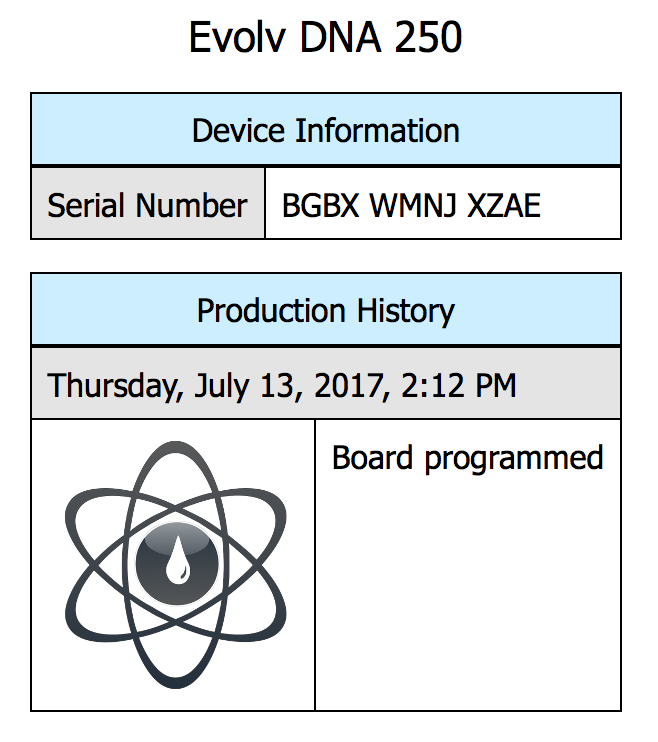 Evolv DNA 250
Device Information
Serial Number BGBX WMNJ XZAE
Production History
Thursday, July 13, 2017, 2:12 PM
Board programmed